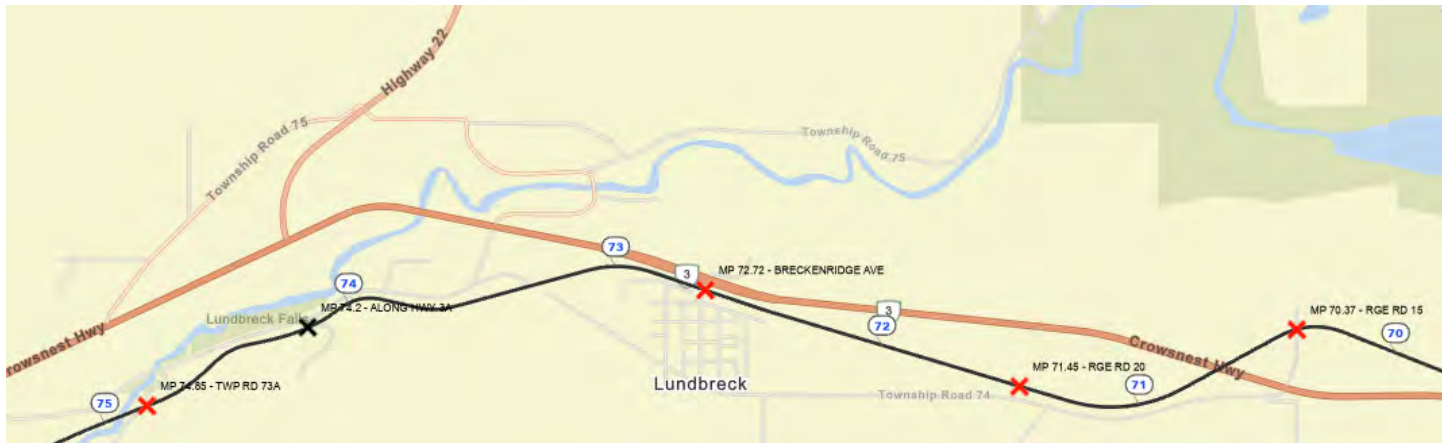 Highway 22
Township Road 75
Township Road 75
73
3
MP 72.72 - BRECKENRIDGE AVE
74
MP 74.2 - ALONG HWY 3A
Lundbreck Falls
3
72
MP 70.37 - RGE RD 15
70
Crowsnest Hwy
Crowsnest Hwy
MP 71.45 - RGE RD 20
71
Lundbreck
MP 74.85 - TWP RD 73A
75
Township Road 74